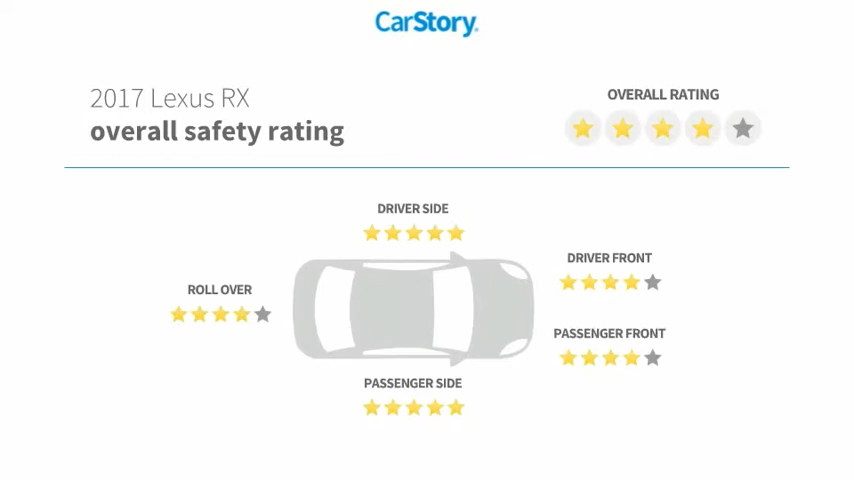 CarStory.
2017 Lexus RX
overall safety rating
OVERALL RATING
DRIVER SIDE
DRIVER FRONT
ROLL OVER
PASSENGER FRONT
PASSENGER SIDE